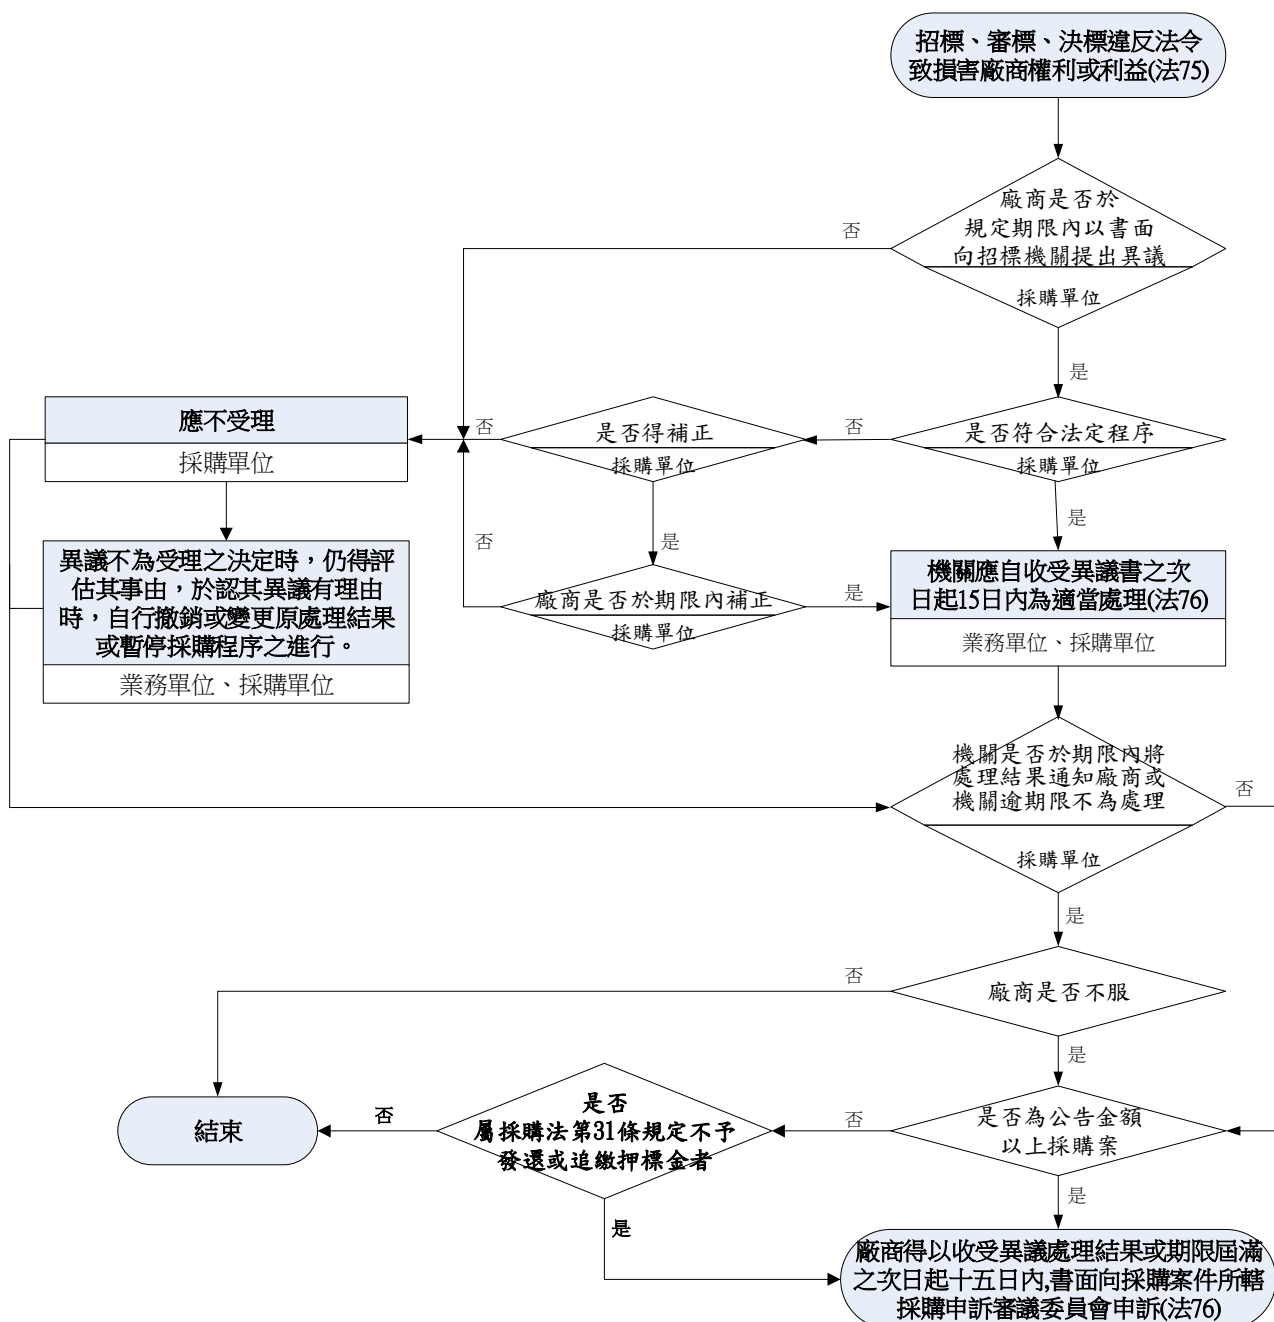 招標、審標、決標違反法令
致損害廠商權利或利益(法75)
廠商是否於
規定期限內以書面
向招標機關提出異議
採購單位
否
是
應不受理
採購單位
否
是否得補正
採購單位
否
是否符合法定程序
採購單位
是
是
否
異議不為受理之決定時，仍得評
估其事由，於認其異議有理由
時，自行撤銷或變更原處理結果
或暫停採購程序之進行。
業務單位、採購單位
廠商是否於期限內補正
採購單位
是
機關應自收受異議書之次
日起15日內為適當處理(法76)
業務單位、採購單位
機關是否於期限內將
處理結果通知廠商或
機關逾期限不為處理
採購單位
否
是
否
廠商是否不服
是
結束
否
是否
屬採購法第31條規定不予
發還或追繳押標金者
否
是否為公告金額
以上採購案
是
是
廠商得以收受異議處理結果或期限屆滿
之次日起十五日內,書面向採購案件所轄
採購申訴審議委員會申訴(法76)